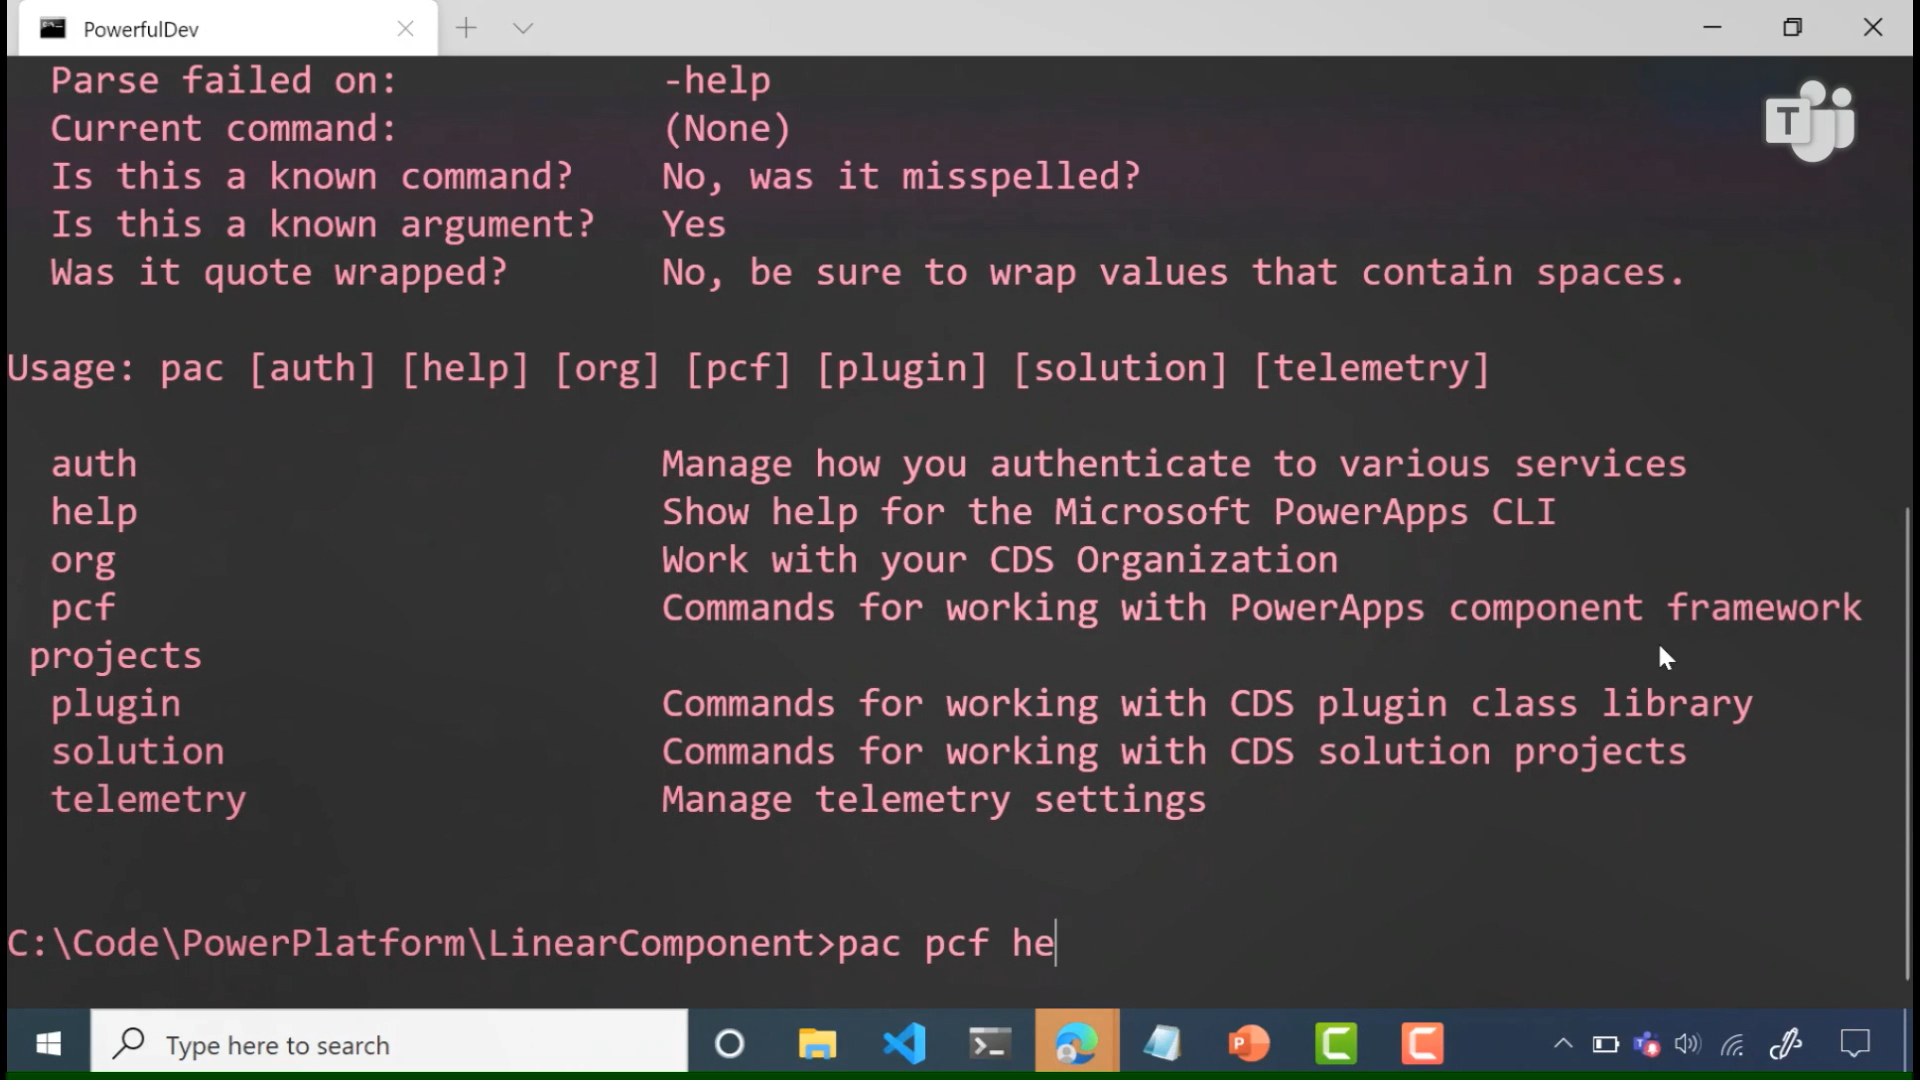 PowerfulDev
Parse failed on: -help
Current command: (None)
Is this a known command? No, was it misspelled?
Is this a known argument? Yes
Was it quote wrapped? No, be sure to wrap values that contain spaces.
Usage: pac [auth] [help] [org] [pcf] [plugin] [solution] [telemetry]
auth Manage how you authenticate to various services
help Show help for the Microsoft PowerApps CLI
org Work with your CDS Organization
pcf Commands for working with PowerApps component framework
projects
plugin Commands for working with CDS plugin class library
solution Commands for working with CDS solution projects
telemetry Manage telemetry settings
C:\Code\PowerPlatform\LinearComponent>pac pcf he
Type here to search